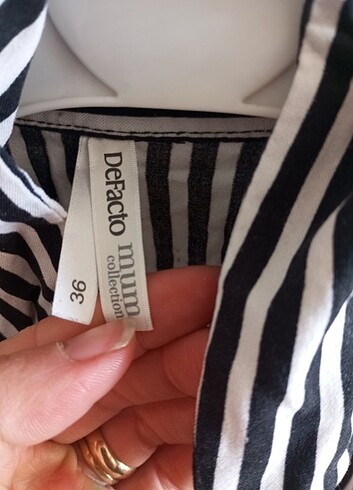 DeFacto
mum
collection
36